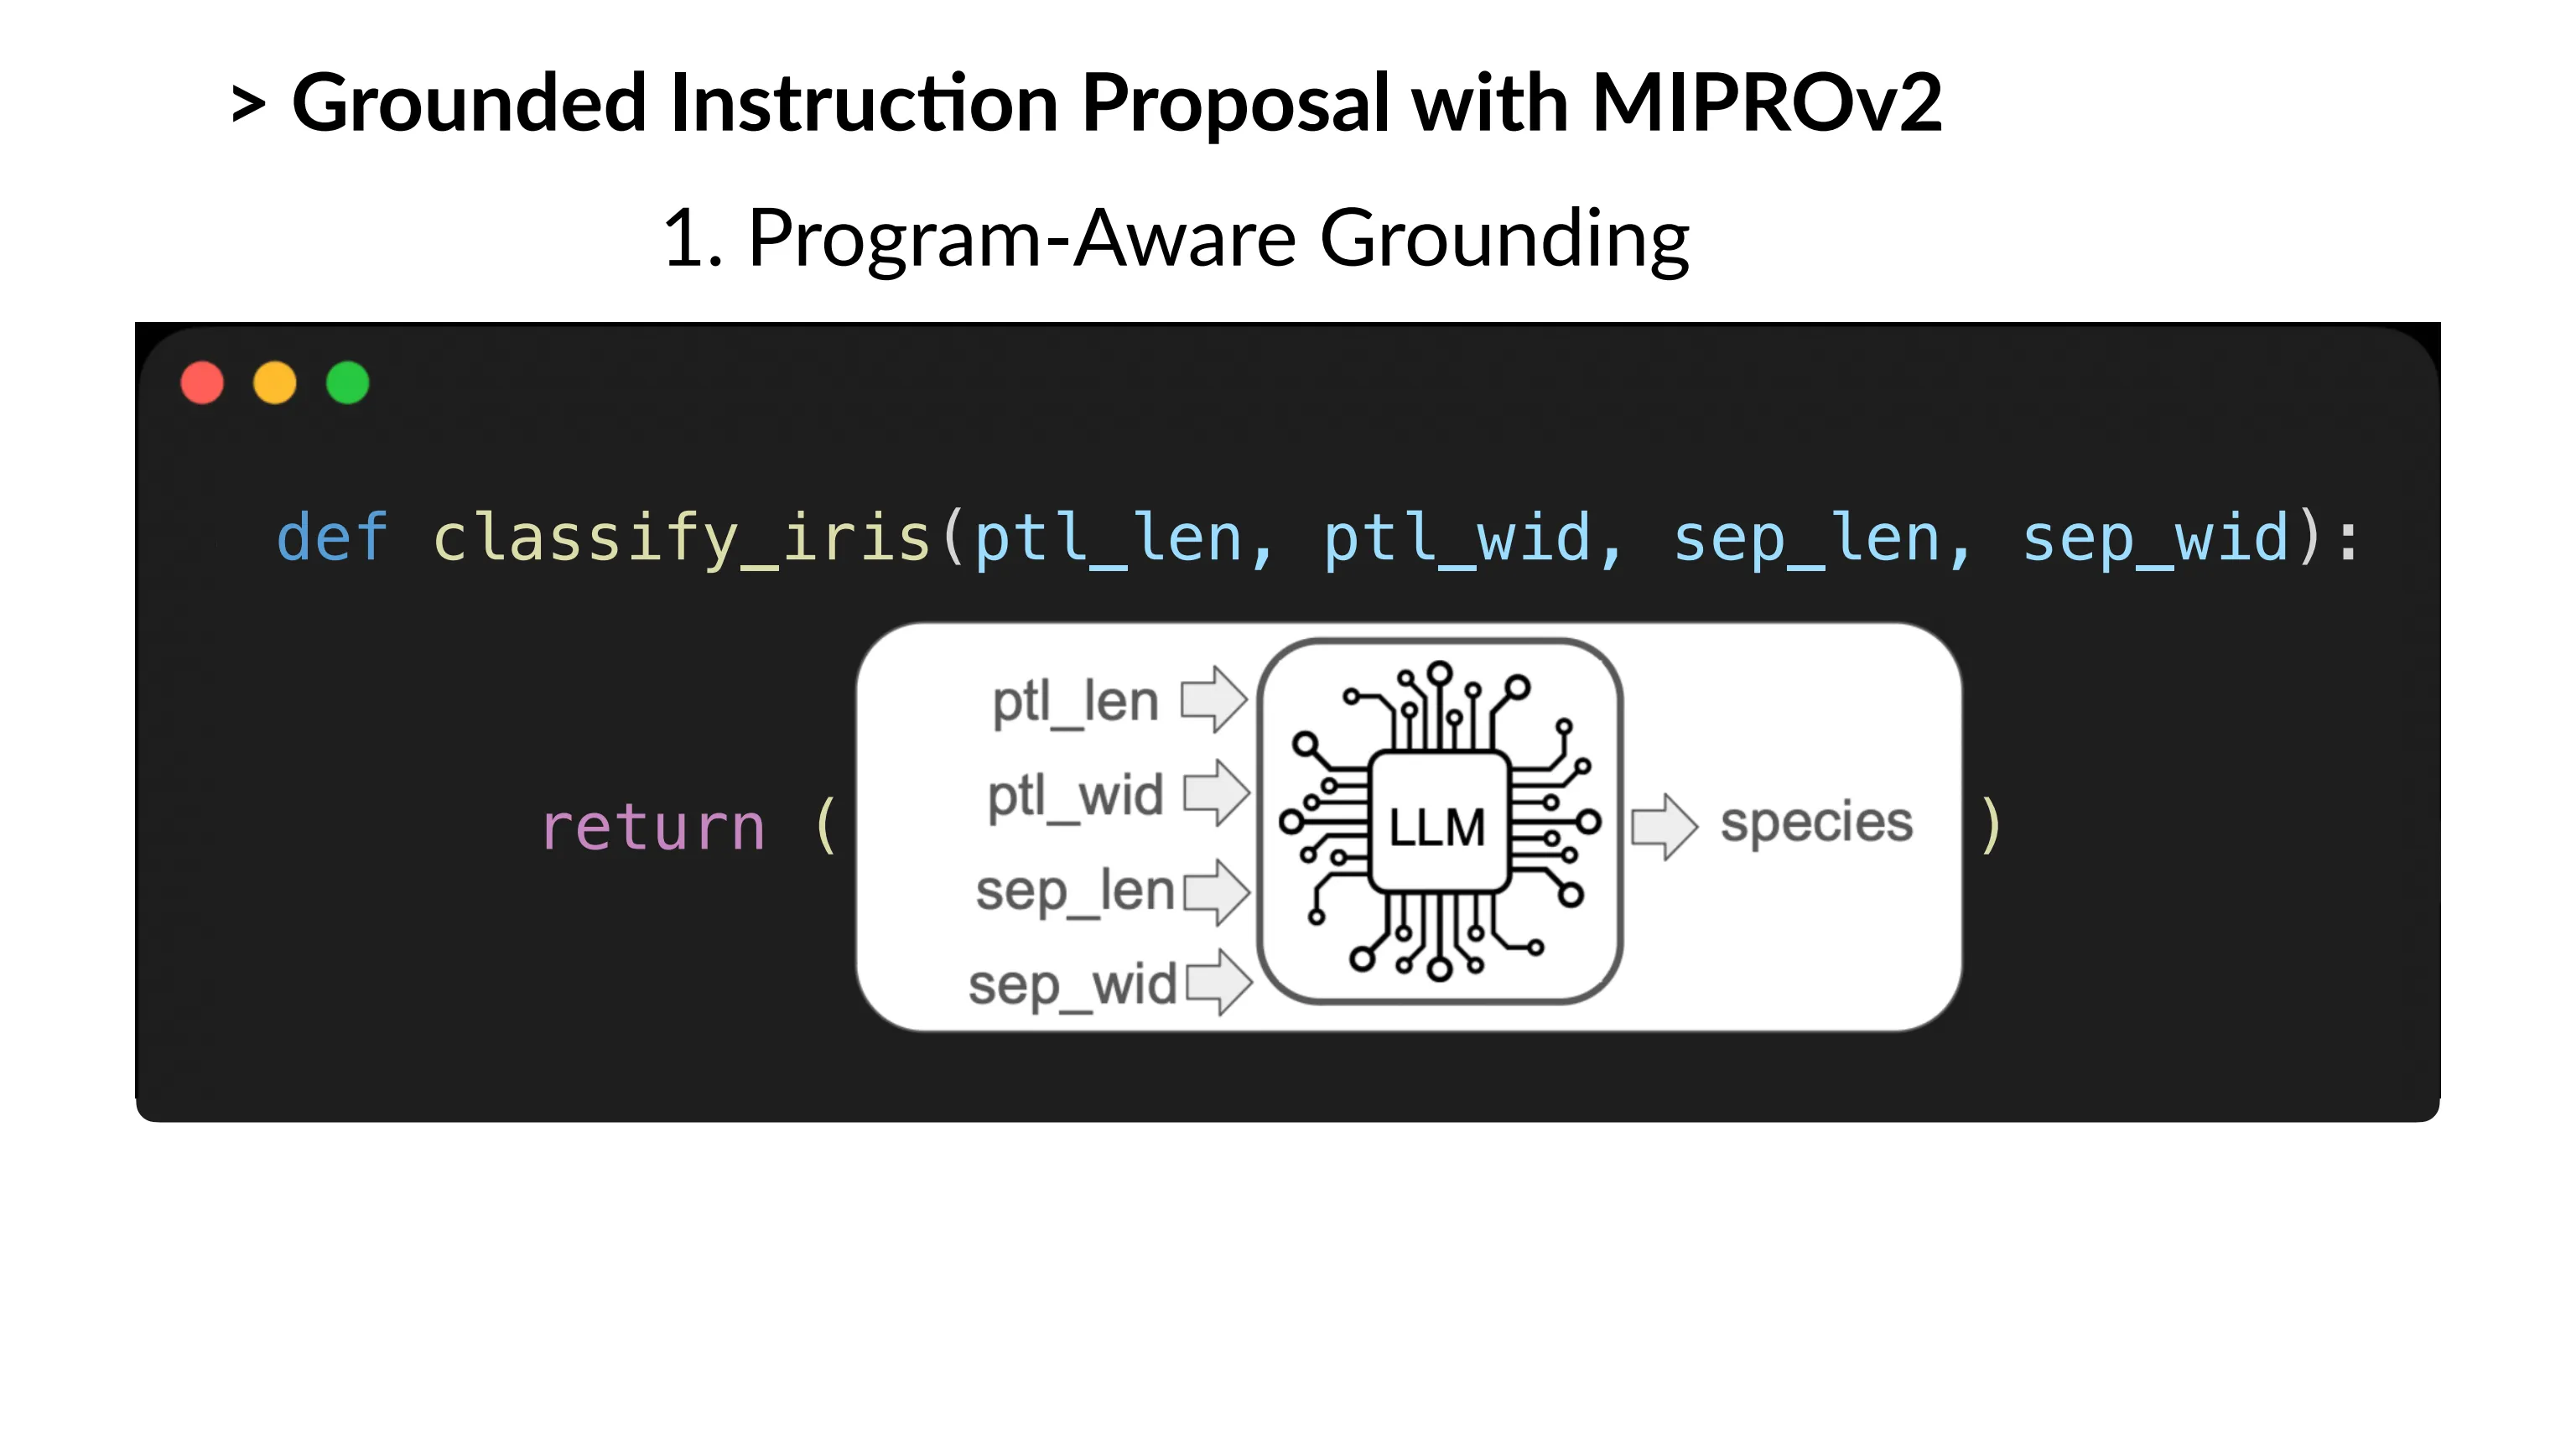 > Grounded Instruction Proposal with MIPROv2
1. Program-Aware Grounding
def classify_iris(ptl_len, ptl_wid, sep_len, sep_wid):
return (
ptl_len
ptl_wid
sep_len
sep_wid
LLM
species
)